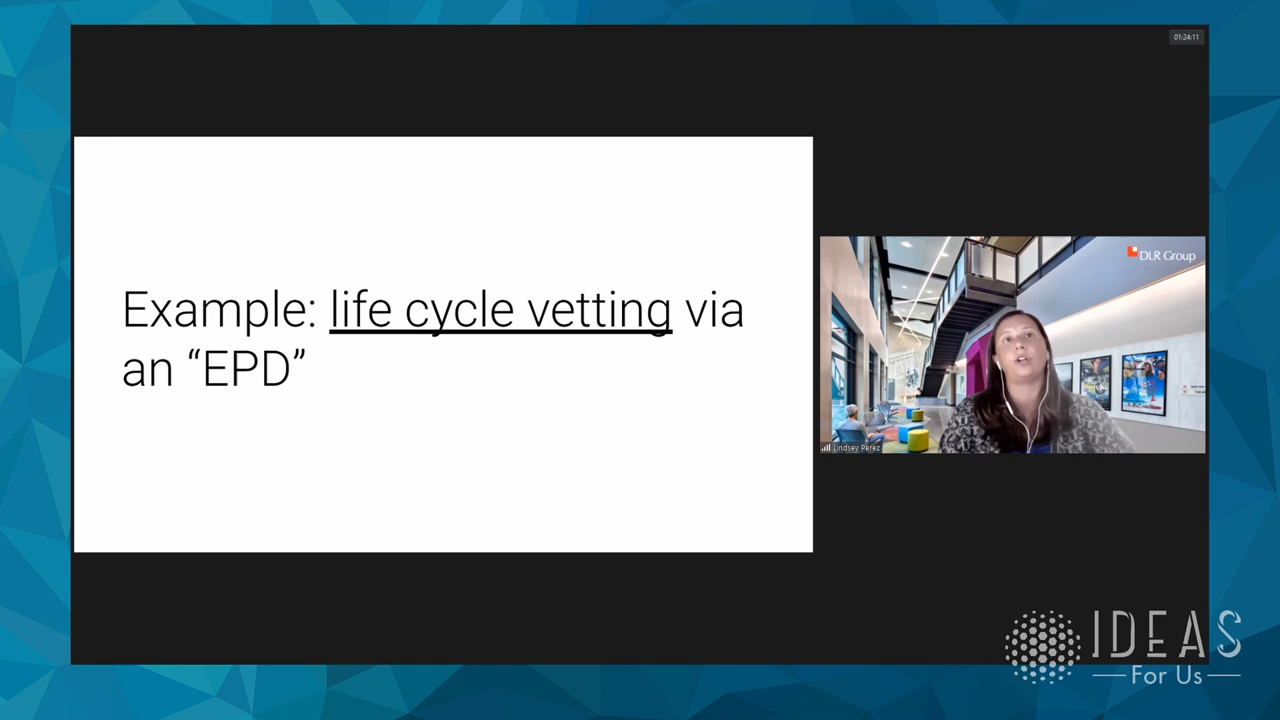 01:24:11
Example: life cycle vetting via
an “EPD”
DLR Group
Lindsey Perez
IDEAS
For Us